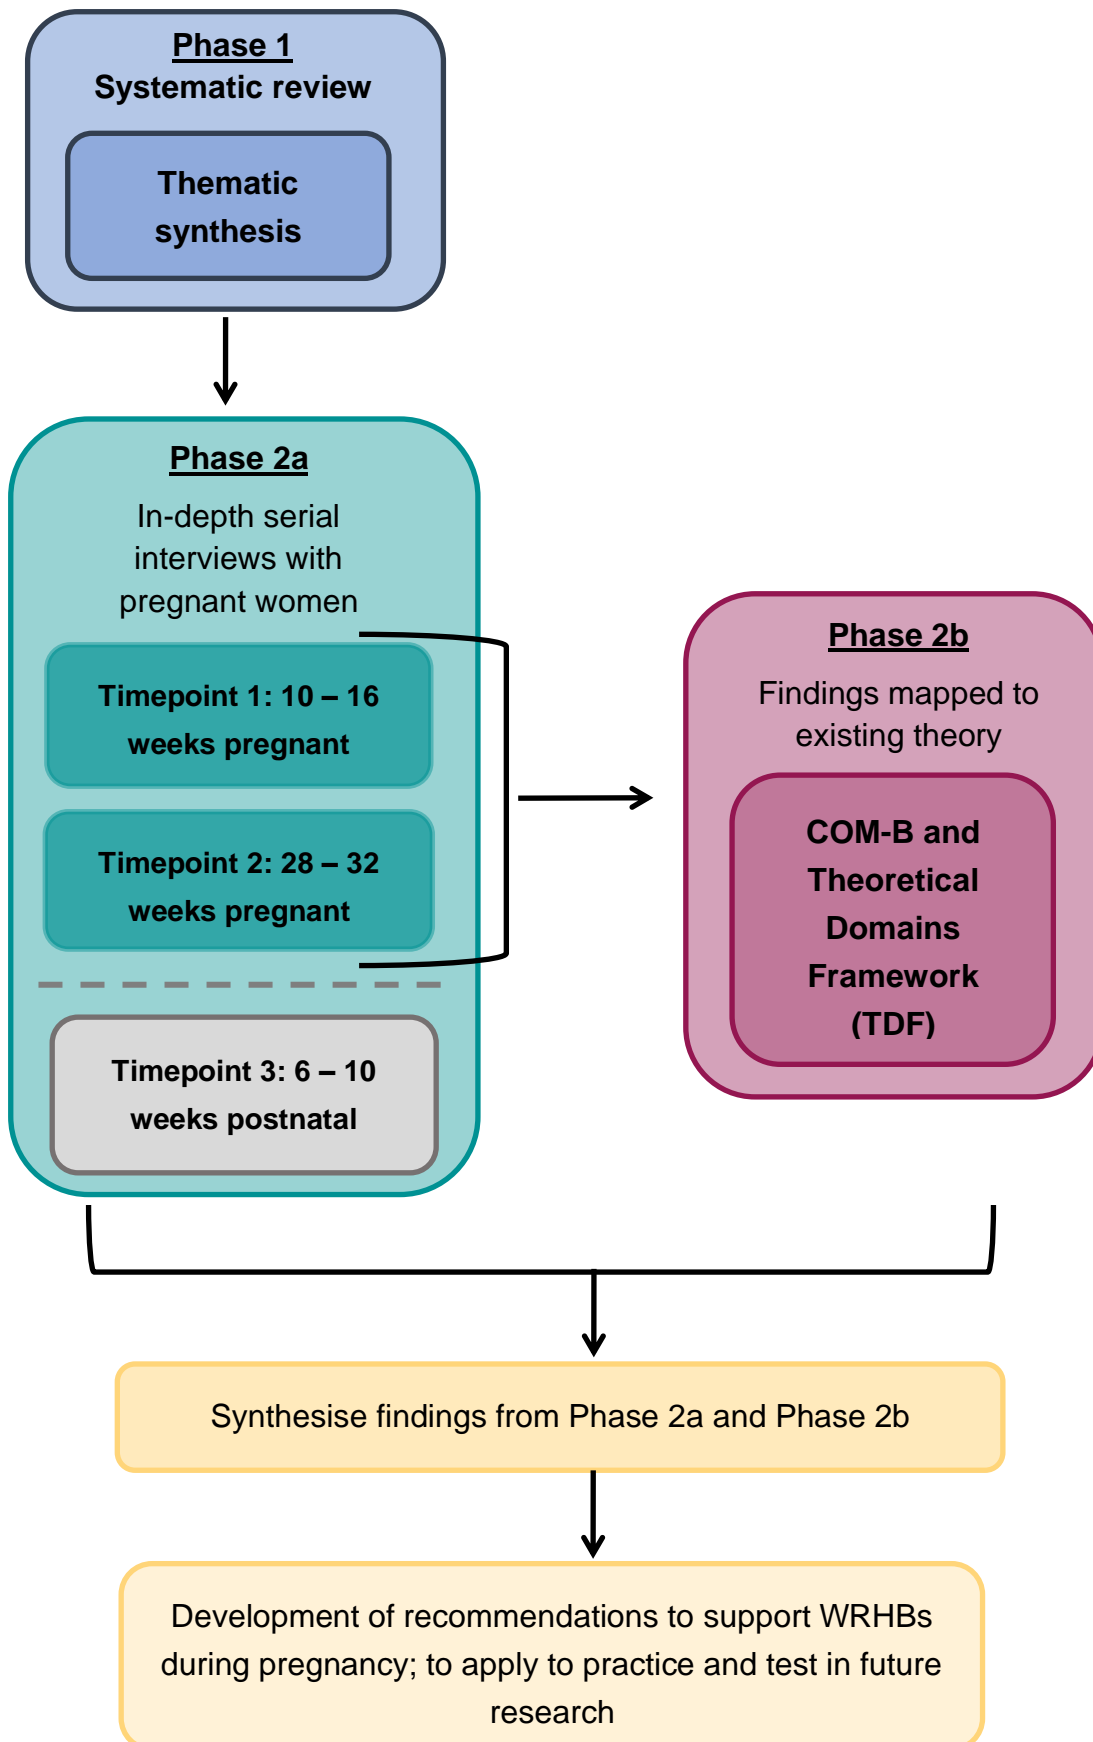 Phase 1
Systematic review
Thematic
synthesis
Phase 2a
In-depth serial
interviews with
pregnant women
Timepoint 1: 10 – 16
weeks pregnant
Timepoint 2: 28 – 32
weeks pregnant
Timepoint 3: 6 – 10
weeks postnatal
Phase 2b
Findings mapped to
existing theory
COM-B and
Theoretical
Domains
Framework
(TDF)
Synthesise findings from Phase 2a and Phase 2b
Development of recommendations to support WRHBs
during pregnancy; to apply to practice and test in future
research